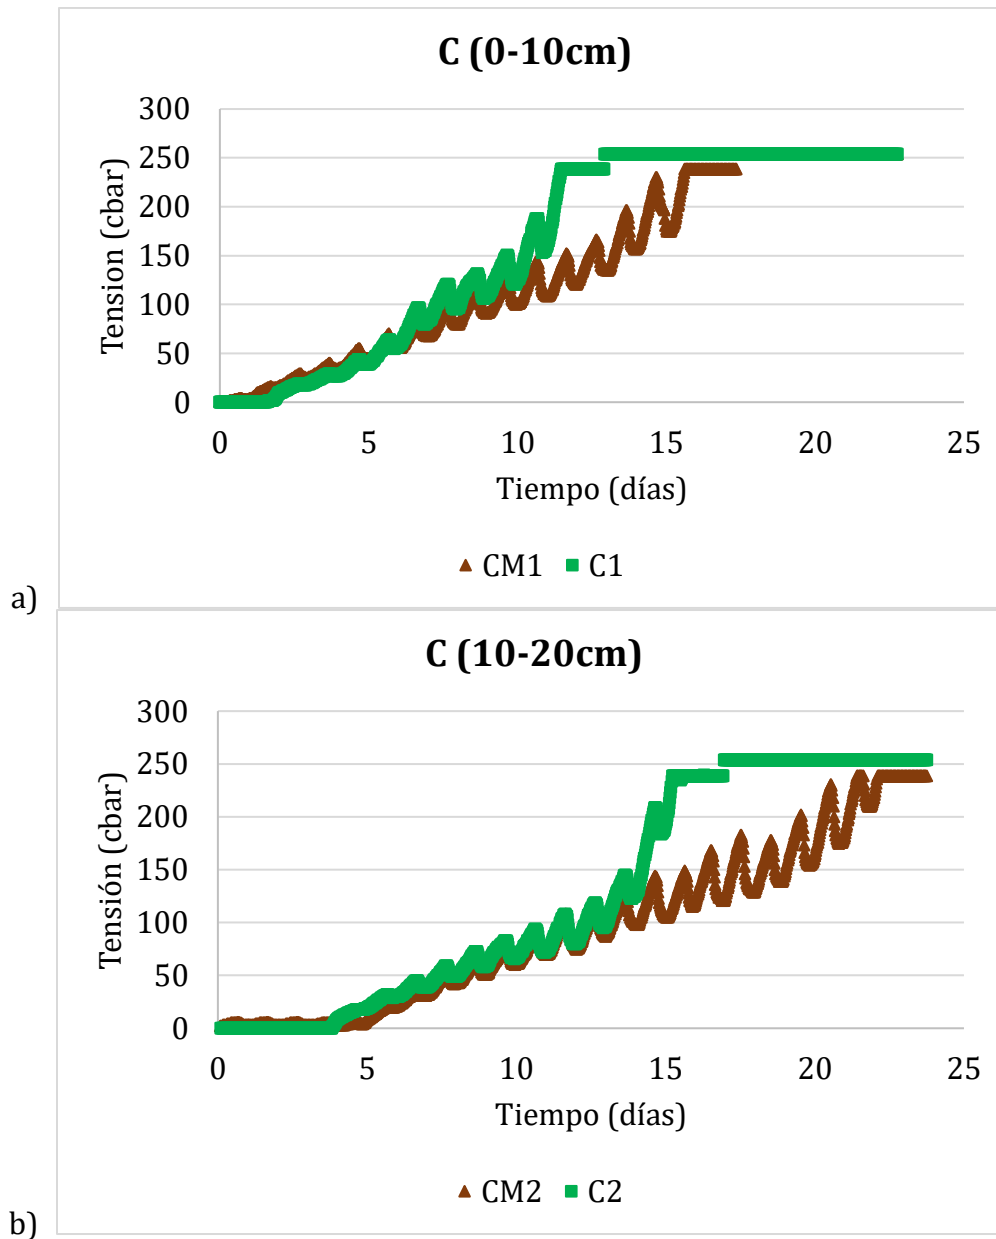 C (0-10cm)
300
250
200
150
100
50
0
Tension (cbar)
0 5 10 15 20 25
Tiempo (días)
CM1 C1
a)
C (10-20cm)
300
250
200
150
100
50
0
Tensión (cbar)
0 5 10 15 20 25
Tiempo (días)
CM2 C2
b)